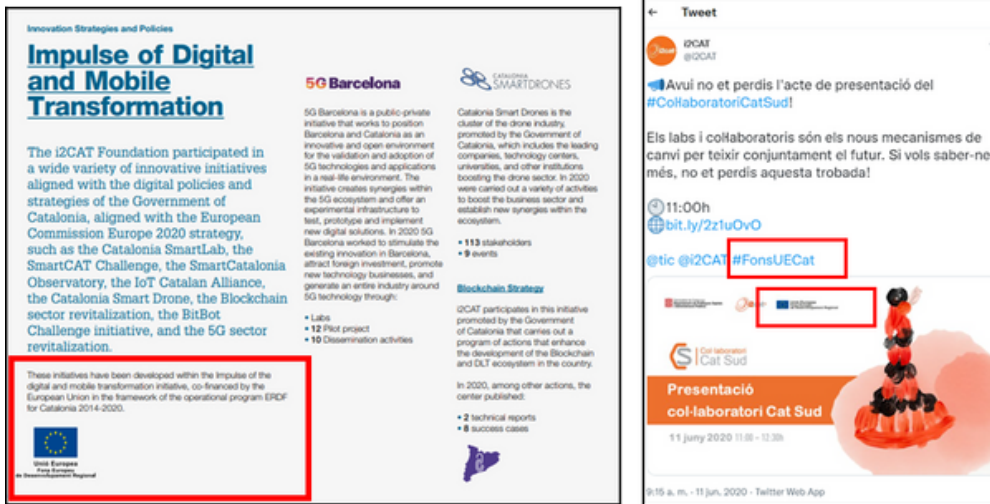 Innovation Strategies and Policies
Impulse of Digital
and Mobile
Transformation
The i2CAT Foundation participated in
a wide variety of innovative initiatives
aligned with the digital policies and
strategies of the Government of
Catalonia, aligned with the European
Commission Europe 2020 strategy,
such as the Catalonia SmartLab, the
SmartCAT Challenge, the SmartCatalonia
Observatory, the IoT Catalan Alliance,
the Catalonia Smart Drone, the Blockchain
sector revitalization, the BitBot
Challenge initiative, and the 5G sector
revitalization.
These initiatives have been developed within the Impulse of the
digital and mobile transformation initiative, co-financed by the
European Union in the framework of the operational program ERDF
for Catalonia 2014-2020.
Unió Europea
Fons Europeu
de Desenvolupament Regional
5G Barcelona
5G Barcelona is a public-private
initiative that works to position
Barcelona and Catalonia as an
innovative and open environment
for the validation and adoption of
5G technologies and applications
in a real-life environment. The
initiative creates synergies within
the 5G ecosystem and offer an
experimental infrastructure to
test, prototype and implement
new digital solutions. In 2020 5G
Barcelona worked to stimulate the
existing innovation in Barcelona,
attract foreign investment, promote
new technology businesses, and
generate an entire industry around
5G technology through:
• Labs
• 12 Pilot project
• 10 Dissemination activities
CATALONIA
SMARTDRONES
Catalonia Smart Drones is the
cluster of the drone industry,
promoted by the Government of
Catalonia, which includes the leading
companies, technology centers,
universities, and other institutions
boosting the drone sector. In 2020
were carried out a variety of activities
to boost the business sector and
establish new synergies within the
ecosystem.
• 113 stakeholders
• 9 events
Blockchain Strategy
i2CAT participates in this initiative
promoted by the Government
of Catalonia that carries out a
program of actions that enhance
the development of the Blockchain
and DLT ecosystem in the country.
In 2020, among other actions, the
center published:
• 2 technical reports
• 8 success cases
← Tweet
i2CAT
@i2CAT
Avui no et perdis l'acte de presentació del
#Col·laboratoriCatSud!
Els labs i col·laboratoris són els nous mecanismes de
canvi per teixir conjuntament el futur. Si vols saber-ne
més, no et perdis aquesta trobada!
11:00h
bit.ly/2z1uOvO
@tic @i2CAT #FonsUECat
Col·laboratori
Cat Sud
Presentació
col·laboratori Cat Sud
11 juny 2020 11:00 - 12:30h
9:15 a. m. · 11 jun. 2020 · Twitter Web App